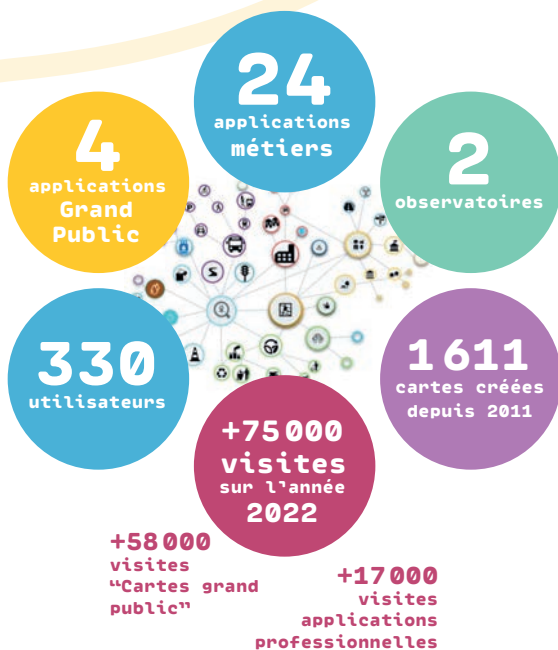 24
applications
métiers
4
applications
Grand
Public
2
observatoires
330
utilisateurs
1 611
cartes créées
depuis 2011
+75 000
visites
sur l'année
2022
+58 000
visites
“Cartes grand
public”
+17 000
visites
applications
professionnelles